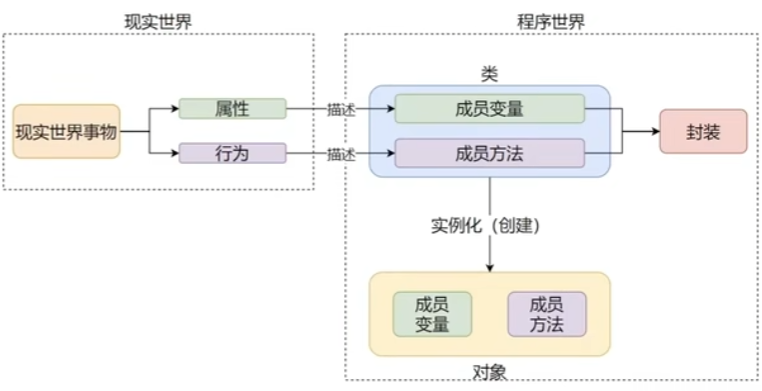 现实世界
程序世界
类
现实世界事物
属性
描述
成员变量
封装
行为
描述
成员方法
实例化（创建）
成员
变量
成员
方法
对象